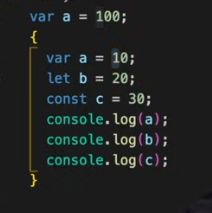 var a = 100;
{
var a = 10;
let b = 20;
const c = 30;
console.log(a);
console.log(b);
console.log(c);
}